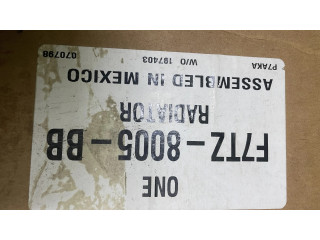 ONE
F7TZ-8005-BB
RADIATOR
ASSEMBLED IN MEXICO
P7AKA W/O 197403 070798